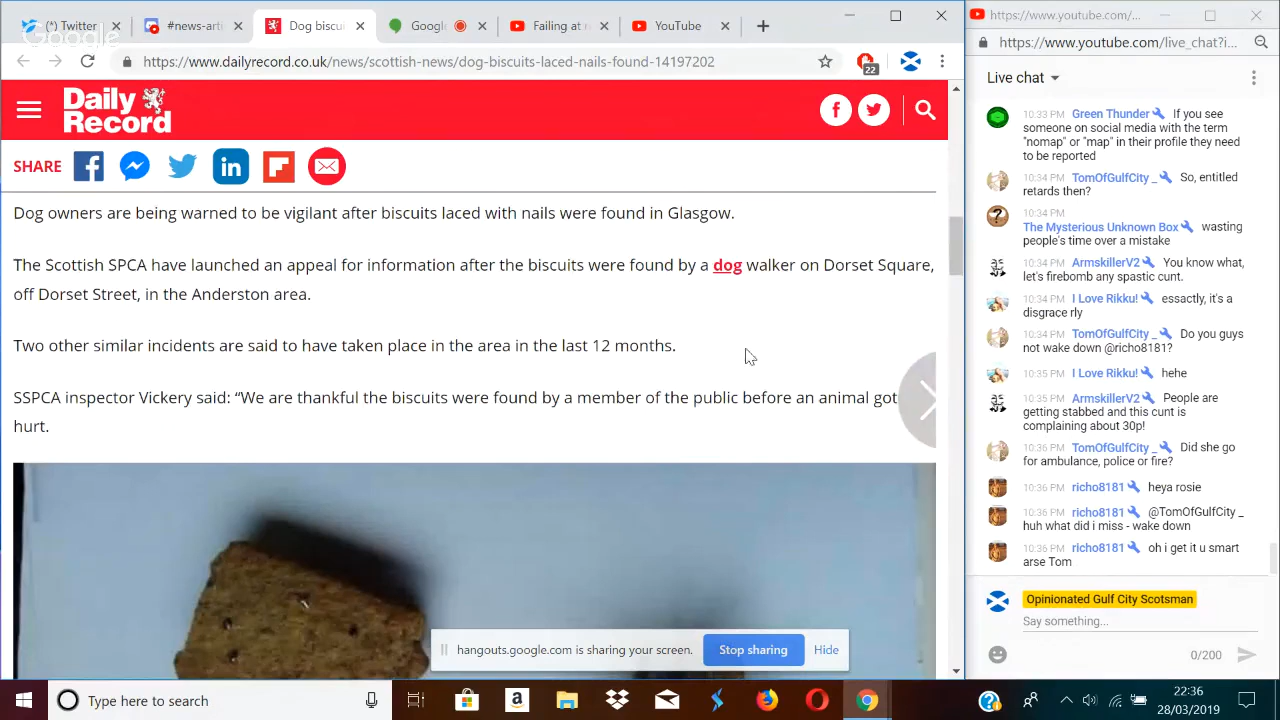 (*) Twitter
#news-arti
Dog biscu
Google
Failing at r
YouTube
Google
https://www.dailyrecord.co.uk/news/scottish-news/dog-biscuits-laced-nails-found-14197202
22
Daily
Record
SHARE
Dog owners are being warned to be vigilant after biscuits laced with nails were found in Glasgow.
The Scottish SPCA have launched an appeal for information after the biscuits were found by a dog walker on Dorset Square,
off Dorset Street, in the Anderston area.
Two other similar incidents are said to have taken place in the area in the last 12 months.
SSPCA inspector Vickery said: “We are thankful the biscuits were found by a member of the public before an animal got
hurt.
hangouts.google.com is sharing your screen.
Stop sharing
Hide
https://www.youtube.com/...
https://www.youtube.com/live_chat?i
Live chat
10:33 PM Green Thunder If you see
someone on social media with the term
"nomap" or "map" in their profile they need
to be reported
10:34 PM TomOfGulfCity _ So, entitled
retards then?
10:34 PM
The Mysterious Unknown Box wasting
people's time over a mistake
10:34 PM ArmskillerV2 You know what,
let's firebomb any spastic cunt.
10:34 PM I Love Rikku! essactly, it's a
disgrace rly
10:34 PM TomOfGulfCity _ Do you guys
not wake down @richo8181?
10:35 PM I Love Rikku! hehe
10:35 PM ArmskillerV2 People are
getting stabbed and this cunt is
complaining about 30p!
10:36 PM TomOfGulfCity _ Did she go
for ambulance, police or fire?
10:36 PM richo8181 heya rosie
10:36 PM richo8181 @TomOfGulfCity _
huh what did i miss - wake down
10:36 PM richo8181 oh i get it u smart
arse Tom
Opinionated Gulf City Scotsman
Say something...
0/200
Type here to search
22:36
28/03/2019